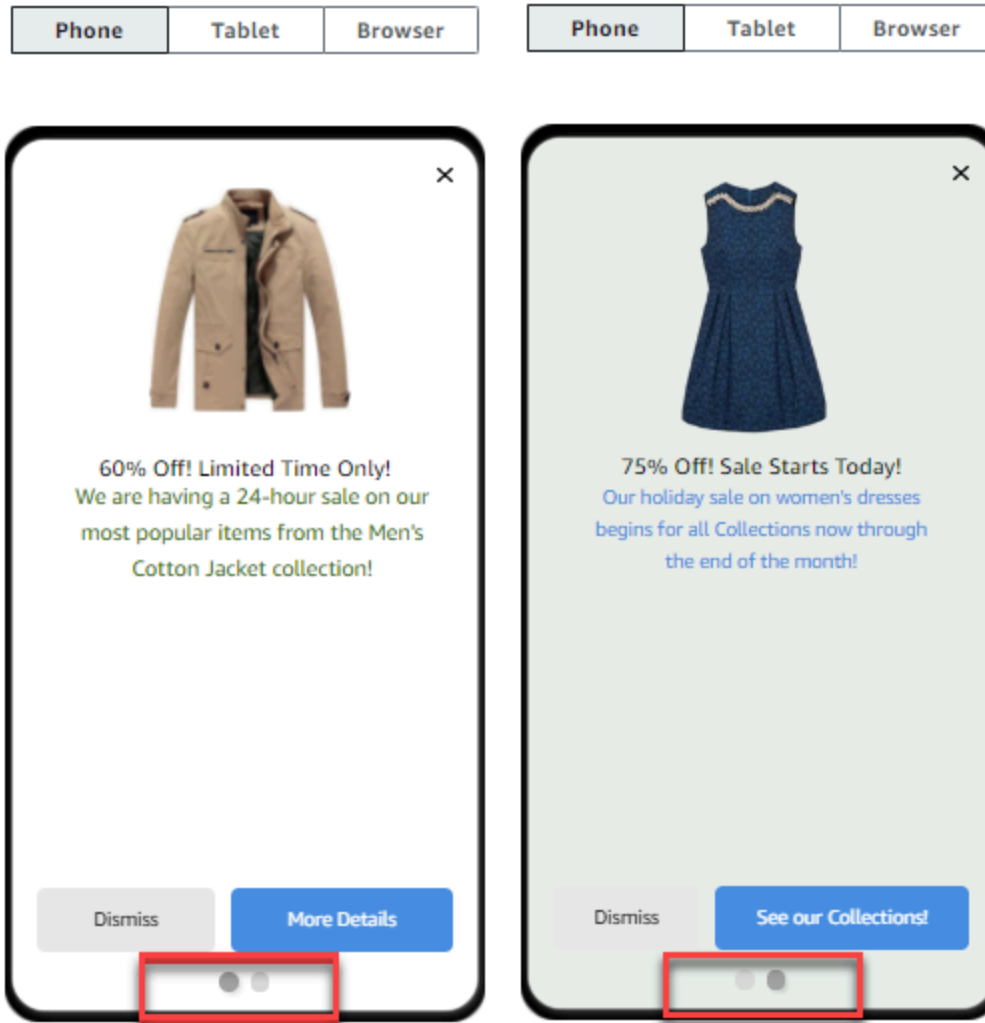 Phone Tablet Browser
60% Off! Limited Time Only!
We are having a 24-hour sale on our
most popular items from the Men's
Cotton Jacket collection!
Dismiss More Details
Phone Tablet Browser
75% Off! Sale Starts Today!
Our holiday sale on women's dresses
begins for all Collections now through
the end of the month!
Dismiss See our Collections!